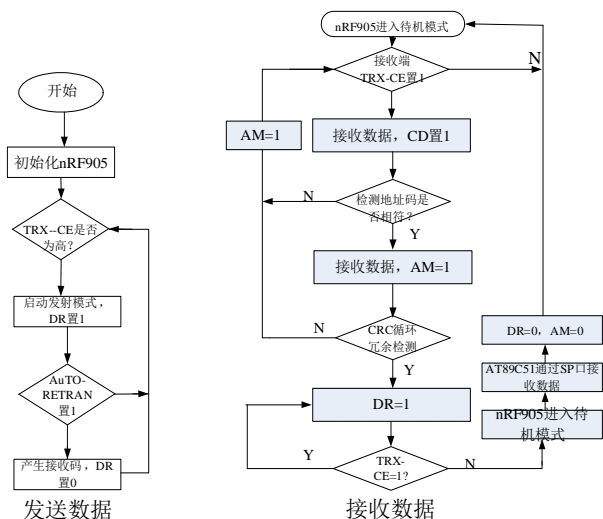 开始
初始化nRF905
TRX--CE是否
为高?
启动发射模式，
DR置1
AuTO-
RETRAN
置1
产生接收码，DR
置0
发送数据
nRF905进入待机模式
接收端
TRX-CE置1
N
AM=1
接收数据，CD置1
检测地址码是
否相符?
N
Y
接收数据，AM=1
CRC循环
冗余检测
N
Y
DR=1
TRX-
CE=1?
Y
N
nRF905进入待
机模式
AT89C51通过SP口接
收数据
DR=0，AM=0
接收数据